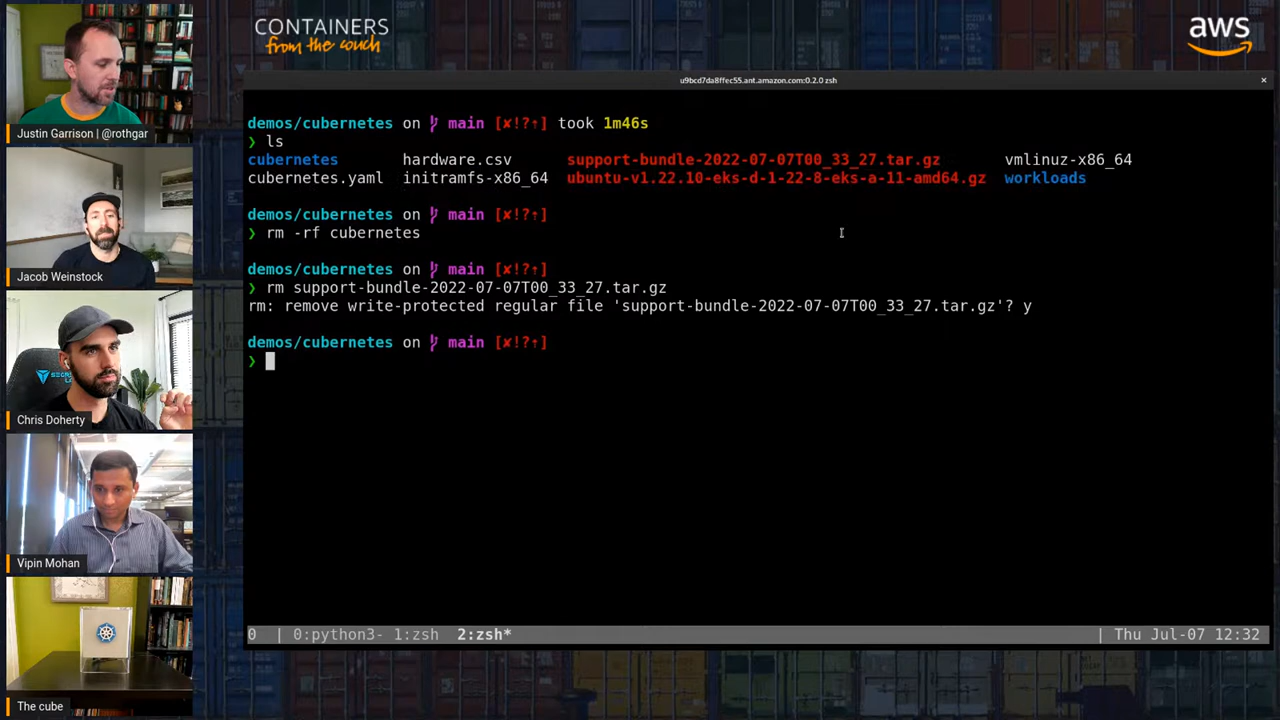 CONTAINERS
from the couch
aws
u9bcd7da8ffec55.ant.amazon.com:0.2.0 zsh
demos/cubernetes on main [✘!?⇡] took 1m46s
❯ ls
cubernetes hardware.csv support-bundle-2022-07-07T00_33_27.tar.gz vmlinuz-x86_64
cubernetes.yaml initramfs-x86_64 ubuntu-v1.22.10-eks-d-1-22-8-eks-a-11-amd64.gz workloads
demos/cubernetes on main [✘!?⇡]
❯ rm -rf cubernetes
demos/cubernetes on main [✘!?⇡]
❯ rm support-bundle-2022-07-07T00_33_27.tar.gz
rm: remove write-protected regular file 'support-bundle-2022-07-07T00_33_27.tar.gz'? y
demos/cubernetes on main [✘!?⇡]
❯
0 | 0:python3- 1:zsh 2:zsh* | Thu Jul-07 12:32
Justin Garrison | @rothgar
Jacob Weinstock
Chris Doherty
Vipin Mohan
The cube